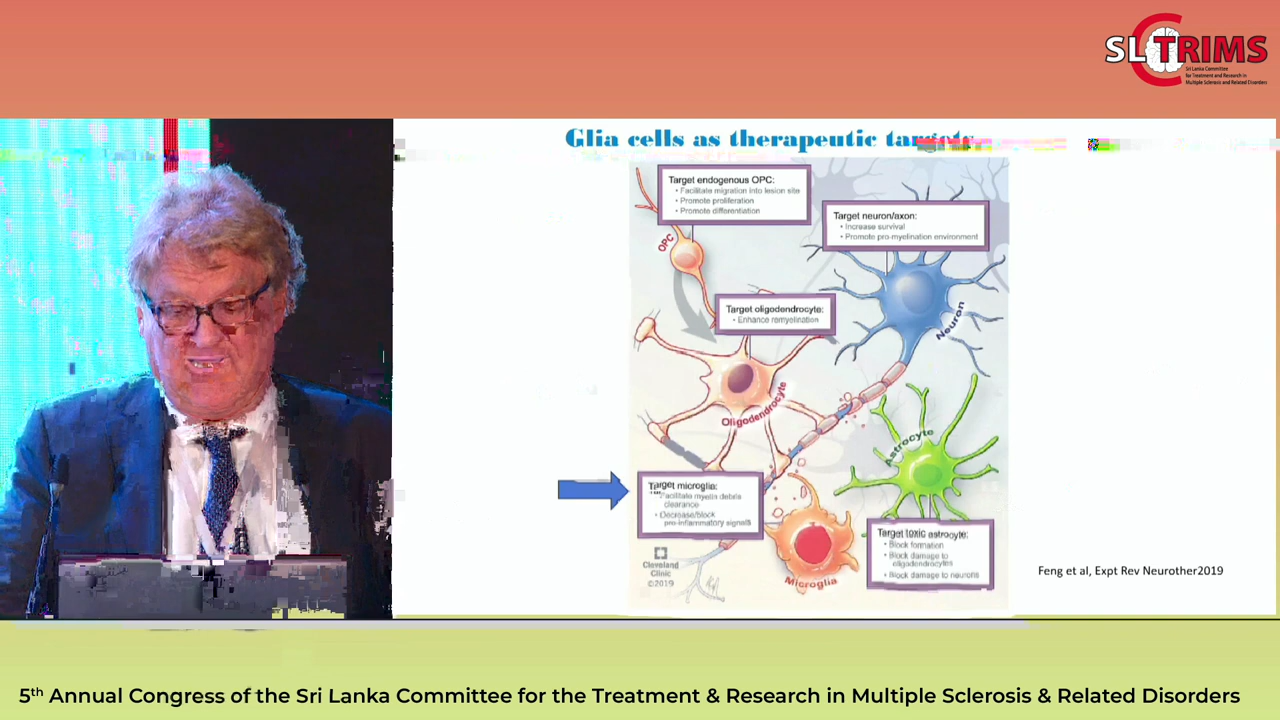 SLTRIMS
Sri Lanka Committee
for Treatment and Research in
Multiple Sclerosis and Related Disorders
Glia cells as therapeutic targets
Target endogenous OPC:
• Facilitate migration into lesion site
• Promote proliferation
• Promote differentiation
Target neuron/axon:
• Increase survival
• Promote pro-myelination environment
OPC
Target oligodendrocyte:
• Enhance remyelination
Neuron
Oligodendrocyte
Astrocyte
Target microglia:
• Facilitate myelin debris
clearance
• Decrease/block
pro-inflammatory signals
Target toxic astrocyte:
• Block formation
• Block damage to
oligodendrocytes
• Block damage to neurons
Cleveland
Clinic
©2019
Microglia
Feng et al, Expt Rev Neurother2019
5th Annual Congress of the Sri Lanka Committee for the Treatment & Research in Multiple Sclerosis & Related Disorders